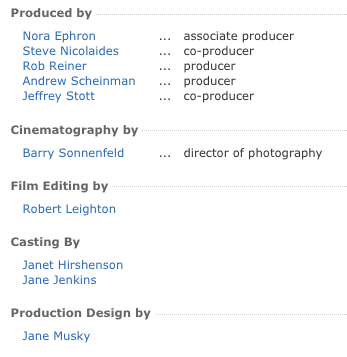 Produced by
Nora Ephron ... associate producer
Steve Nicolaides ... co-producer
Rob Reiner ... producer
Andrew Scheinman ... producer
Jeffrey Stott ... co-producer
Cinematography by
Barry Sonnenfeld ... director of photography
Film Editing by
Robert Leighton
Casting By
Janet Hirshenson
Jane Jenkins
Production Design by
Jane Musky